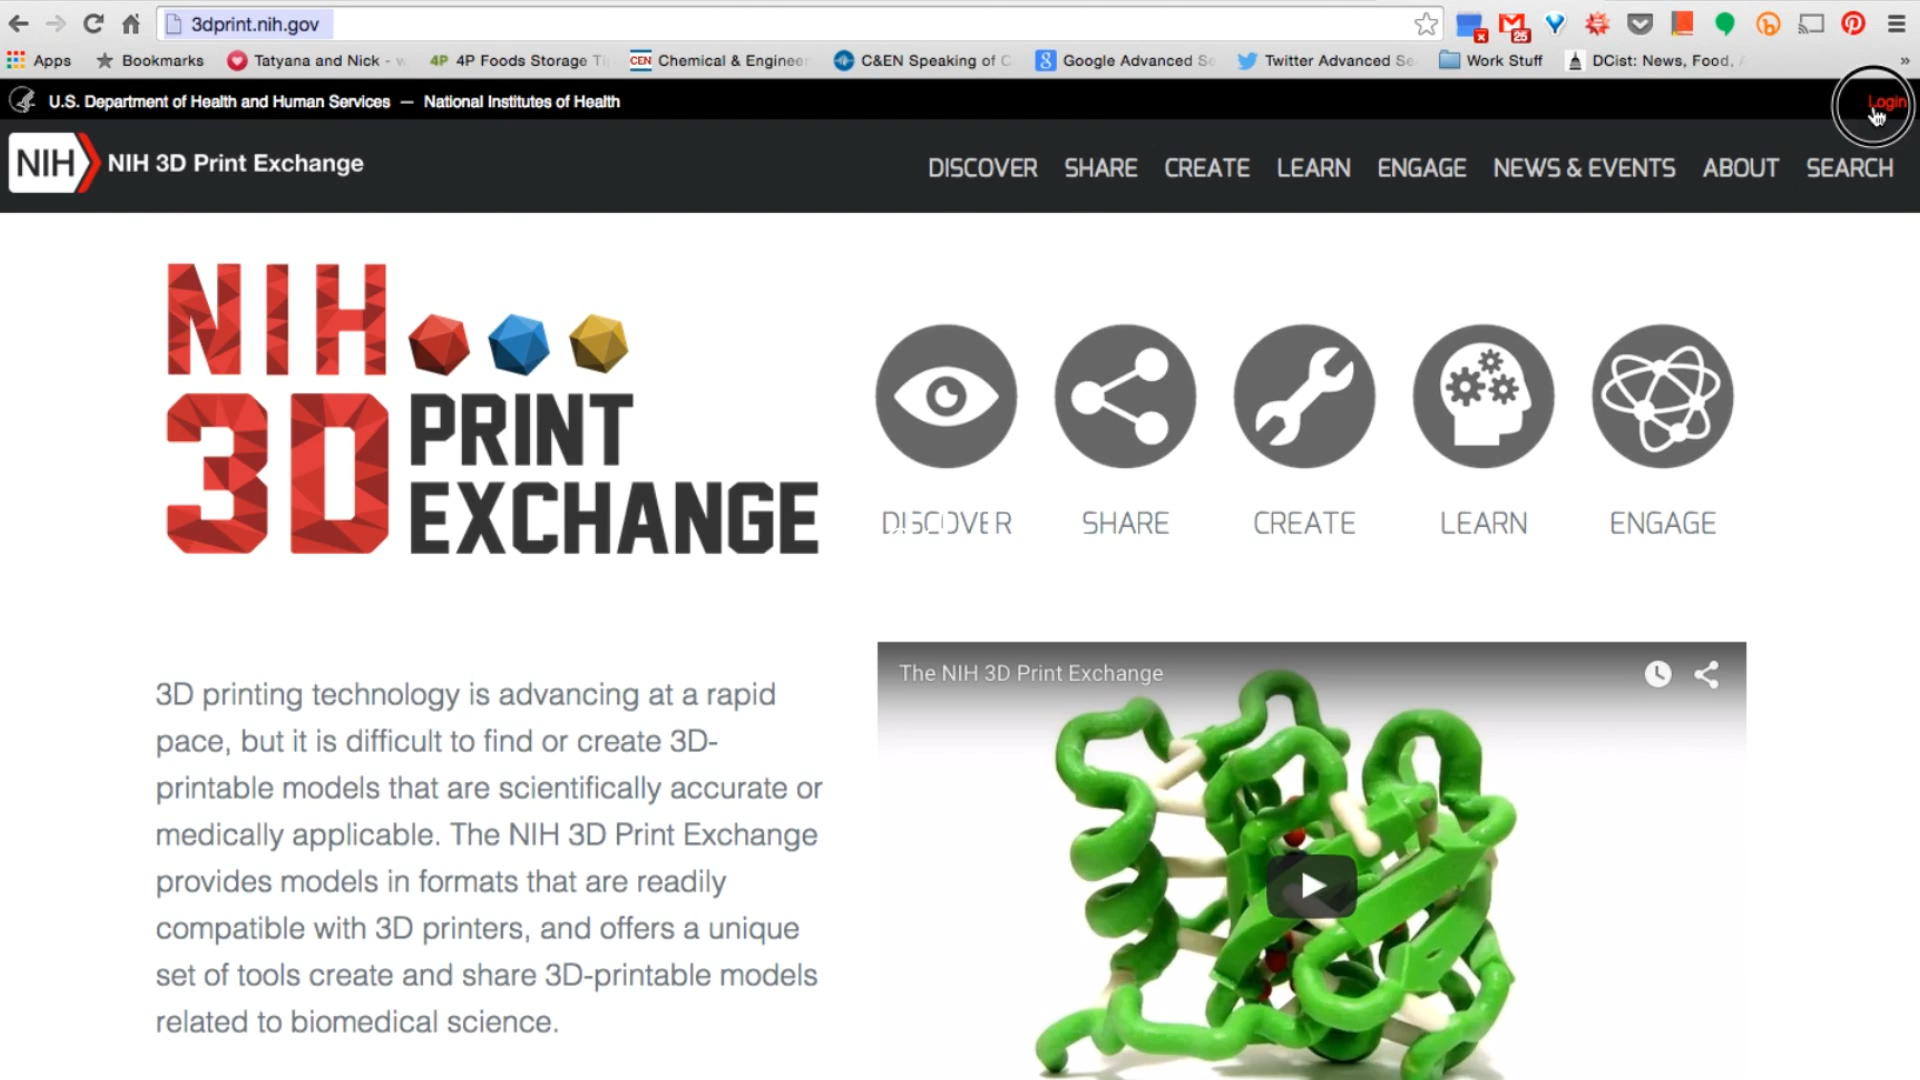 3dprint.nih.gov
25
Apps Bookmarks Tatyana and Nick - 4P 4P Foods Storage CEN Chemical & Enginee C&EN Speaking of 8 Google Advanced Twitter Advanced Work Stuff DCist: News, Food, »
U.S. Department of Health and Human Services — National Institutes of Health Login
NIH NIH 3D Print Exchange DISCOVER SHARE CREATE LEARN ENGAGE NEWS & EVENTS ABOUT SEARCH
NIH
3D PRINT
EXCHANGE
DISCOVER SHARE CREATE LEARN ENGAGE
The NIH 3D Print Exchange
3D printing technology is advancing at a rapid
pace, but it is difficult to find or create 3D-
printable models that are scientifically accurate or
medically applicable. The NIH 3D Print Exchange
provides models in formats that are readily
compatible with 3D printers, and offers a unique
set of tools create and share 3D-printable models
related to biomedical science.